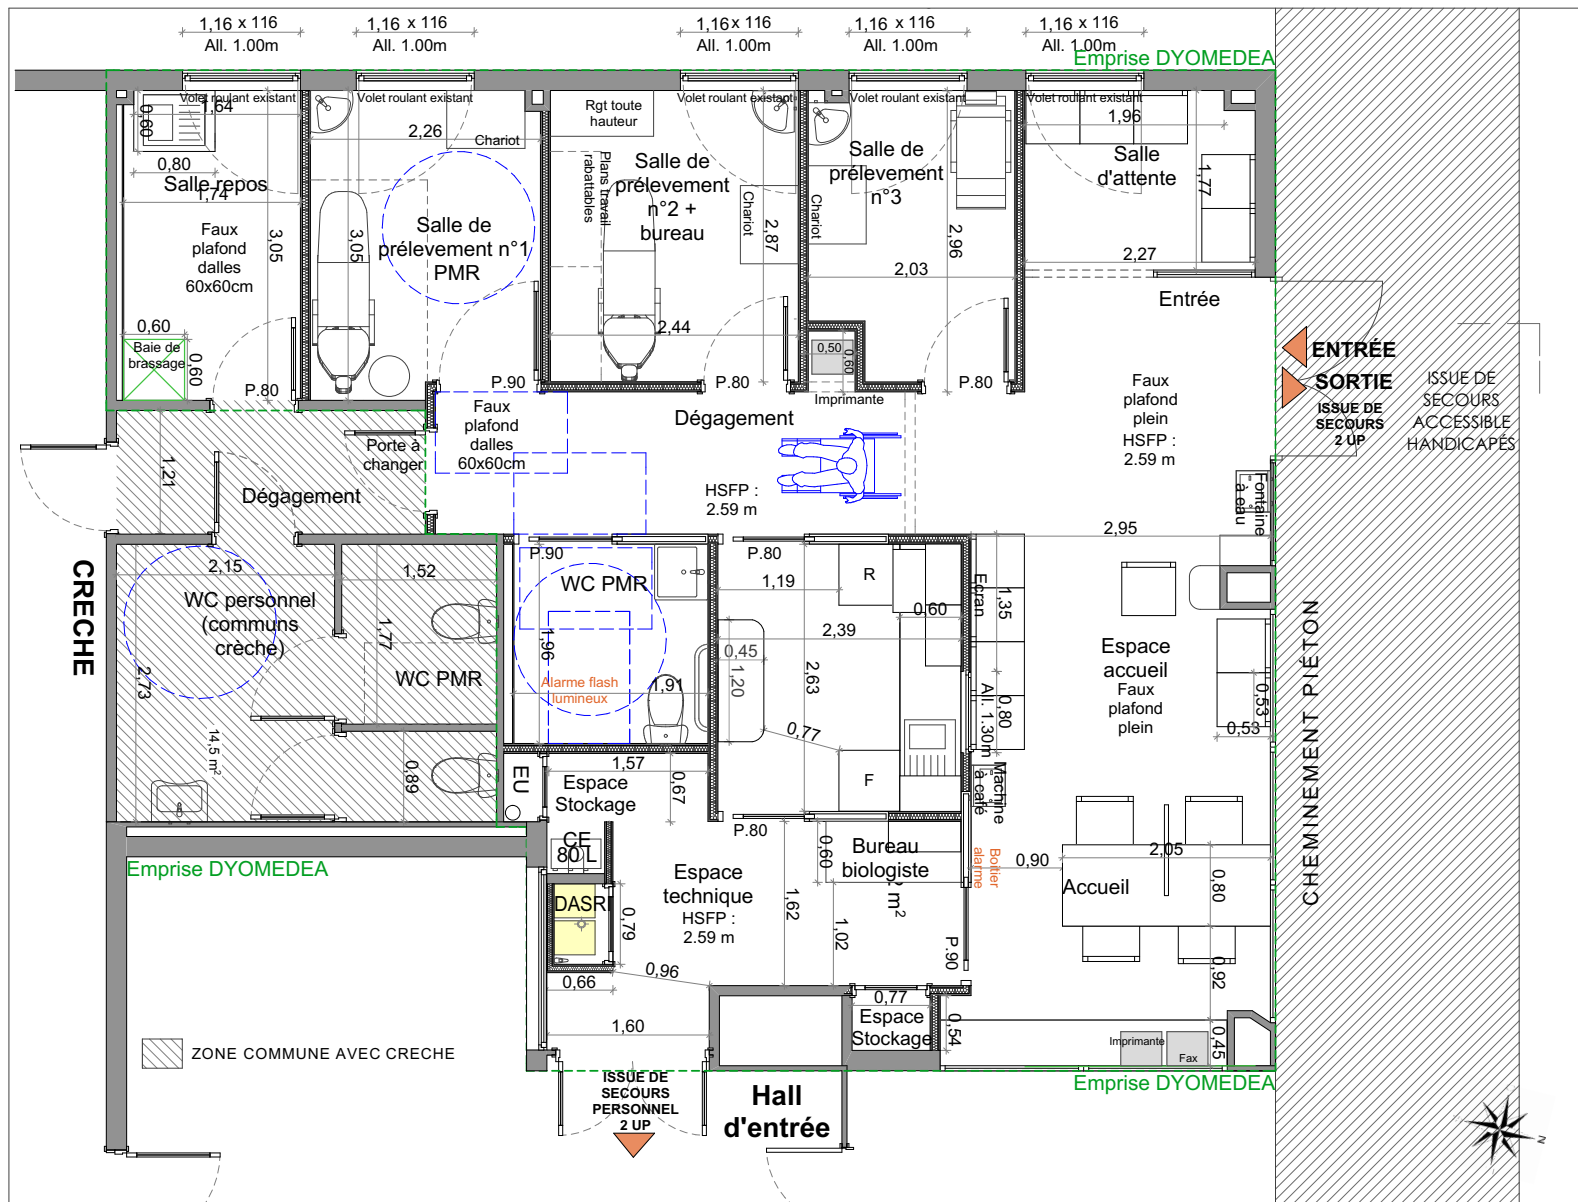 1,16 x 116
All. 1.00m
1,16 x 116
All. 1.00m
1,16 x 116
All. 1.00m
1,16 x 116
All. 1.00m
1,16 x 116
All. 1.00m
Emprise DYOMEDEA
Volet roulant existant
Volet roulant existant
Volet roulant existant
Volet roulant existant
Volet roulant existant
1,64
0,60
0,80
Salle repos
1,74
Faux
plafond
dalles
60x60cm
3,05
0,60
Baie de
brassage
0,60
P.80
2,26
Chariot
Salle de
prélevement n°1
PMR
3,05
P.90
Rgt toute
hauteur
Plans travail
rabattables
Salle de
prélevement
n°2 +
bureau
Chariot
2,87
2,44
P.80
Salle de
prélevement
n°3
Chariot
2,96
2,03
0,50
0,60
Imprimante
P.80
1,96
Salle
d'attente
1,77
2,27
Entrée
ENTRÉE
SORTIE
ISSUE DE
SECOURS
2 UP
ISSUE DE
SECOURS
ACCESSIBLE
HANDICAPÉS
Faux
plafond
plein
HSFP :
2.59 m
Faux
plafond
dalles
60x60cm
Dégagement
HSFP :
2.59 m
Porte à
changer
1,21
Dégagement
Fontaine
à eau
2,95
CRECHE
2,15
1,52
WC personnel
(communs
crèche)
1,77
WC PMR
2,73
14,5 m²
0,89
P.90
WC PMR
1,96
Alarme flash
lumineux
1,91
P.80
1,19
R
0,60
2,39
0,45
1,20
2,63
0,77
F
P.80
Ecran
1,35
All. 1.30m
0,80
Machine
à café
Espace
accueil
Faux
plafond
plein
0,53
0,53
CHEMINEMENT PIÉTON
EU
1,57
Espace
Stockage
0,67
CE
80 L
DASRI
0,79
Espace
technique
HSFP :
2.59 m
1,62
0,60
Bureau
biologiste
m²
1,02
Boitier
alarme
P.90
0,90
2,05
Accueil
0,80
0,92
0,96
0,66
1,60
0,77
Espace
Stockage
0,54
Imprimante
Fax
0,45
Emprise DYOMEDEA
Emprise DYOMEDEA
ZONE COMMUNE AVEC CRECHE
ISSUE DE
SECOURS
PERSONNEL
2 UP
Hall
d'entrée
N